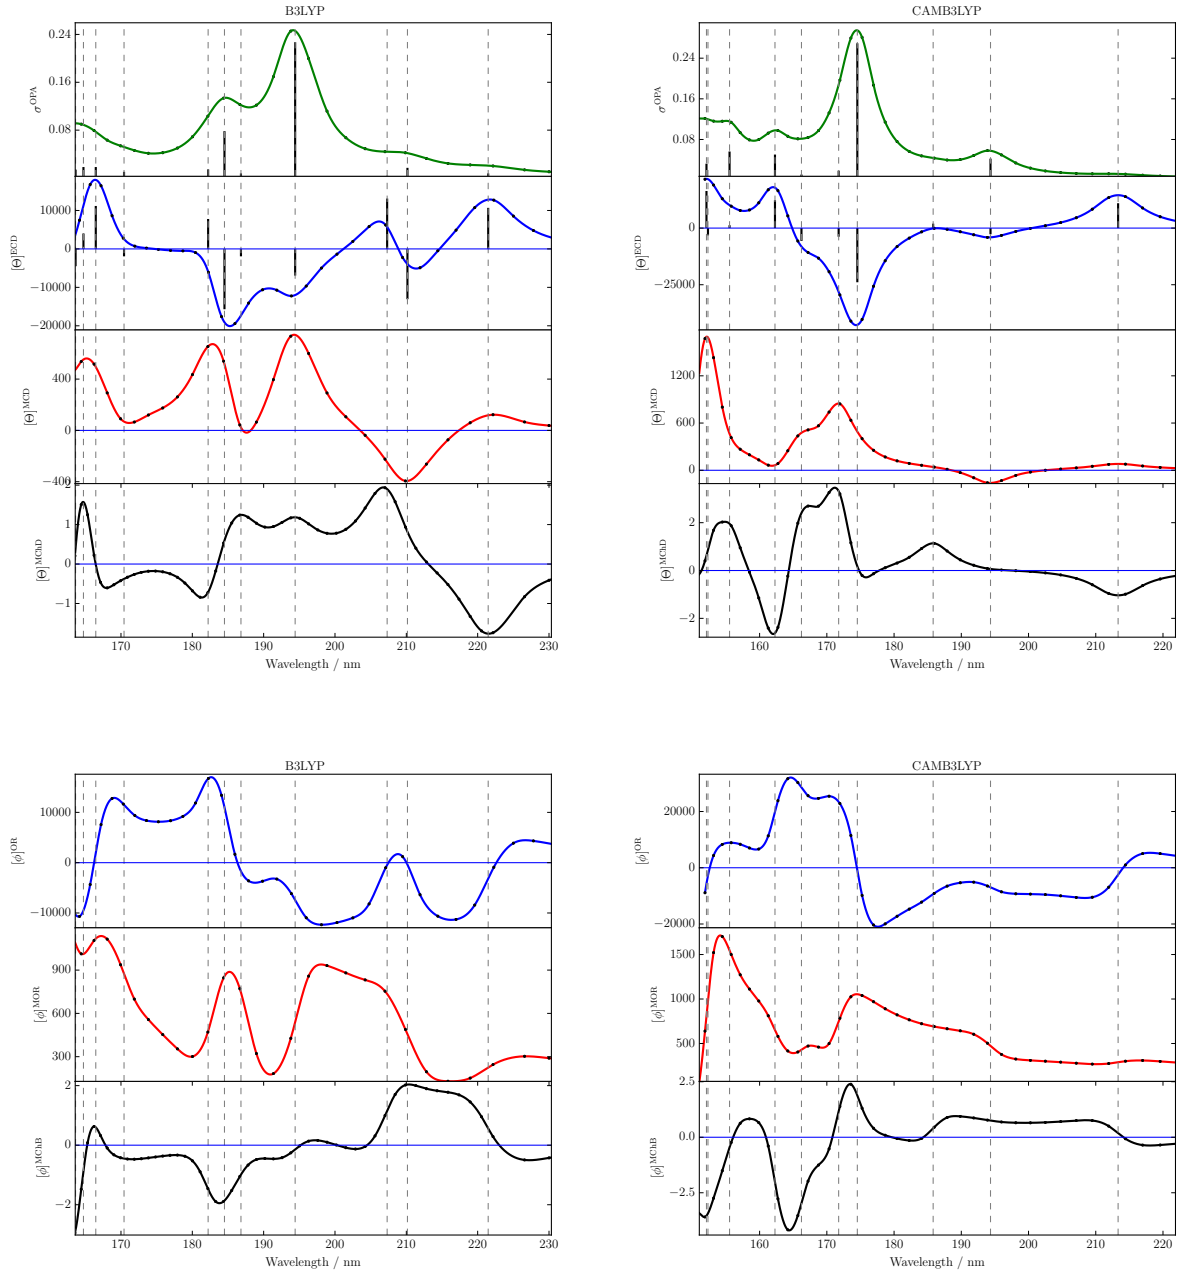 B3LYP
CAMB3LYP
0.24
0.16
0.08
σ^OPA
10000
0
−10000
−20000
[Θ]^ECD
400
0
−400
[Θ]^MCD
2
1
0
−1
[Θ]^MChD
170 180 190 200 210 220 230
Wavelength / nm
0.24
0.16
0.08
σ^OPA
0
−25000
[Θ]^ECD
1200
600
0
[Θ]^MCD
2
0
−2
[Θ]^MChD
160 170 180 190 200 210 220
Wavelength / nm
B3LYP
CAMB3LYP
10000
0
−10000
[ϕ]^OR
900
600
300
[ϕ]^MOR
2
0
−2
[ϕ]^MChB
170 180 190 200 210 220 230
Wavelength / nm
20000
0
−20000
[ϕ]^OR
1500
1000
500
[ϕ]^MOR
2.5
0.0
−2.5
[ϕ]^MChB
160 170 180 190 200 210 220
Wavelength / nm